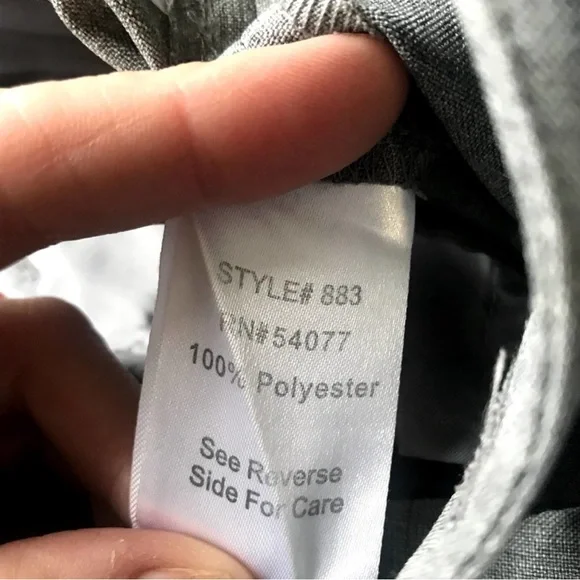 STYLE# 883
RN#54077
100% Polyester
See Reverse
Side For Care